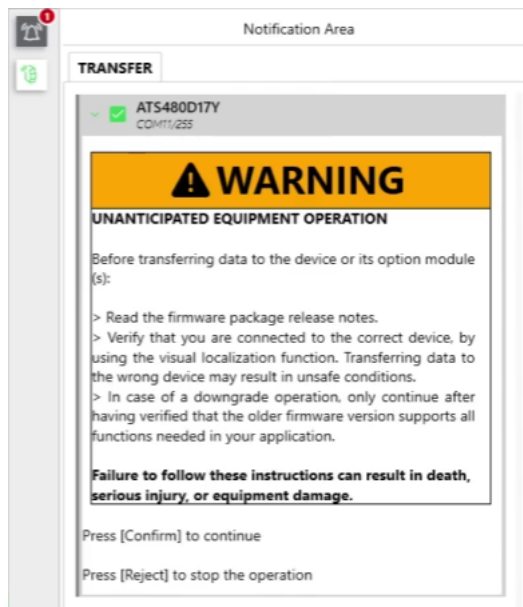 1
Notification Area
TRANSFER
ATS480D17Y
COM11/255
WARNING
UNANTICIPATED EQUIPMENT OPERATION
Before transferring data to the device or its option module
(s):
> Read the firmware package release notes.
> Verify that you are connected to the correct device, by
using the visual localization function. Transferring data to
the wrong device may result in unsafe conditions.
> In case of a downgrade operation, only continue after
having verified that the older firmware version supports all
functions needed in your application.
Failure to follow these instructions can result in death,
serious injury, or equipment damage.
Press [Confirm] to continue
Press [Reject] to stop the operation